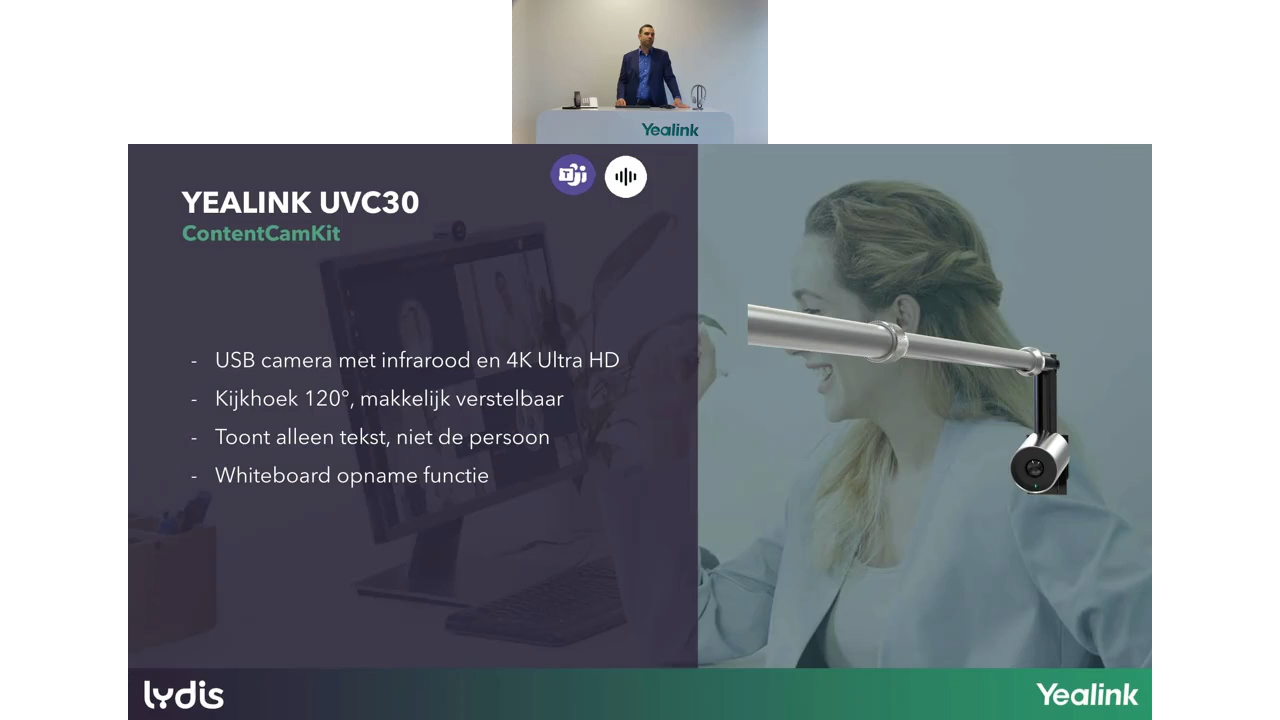 Yealink
YEALINK UVC30
ContentCamKit
- USB camera met infrarood en 4K Ultra HD
- Kijkhoek 120°, makkelijk verstelbaar
- Toont alleen tekst, niet de persoon
- Whiteboard opname functie
lydis
Yealink